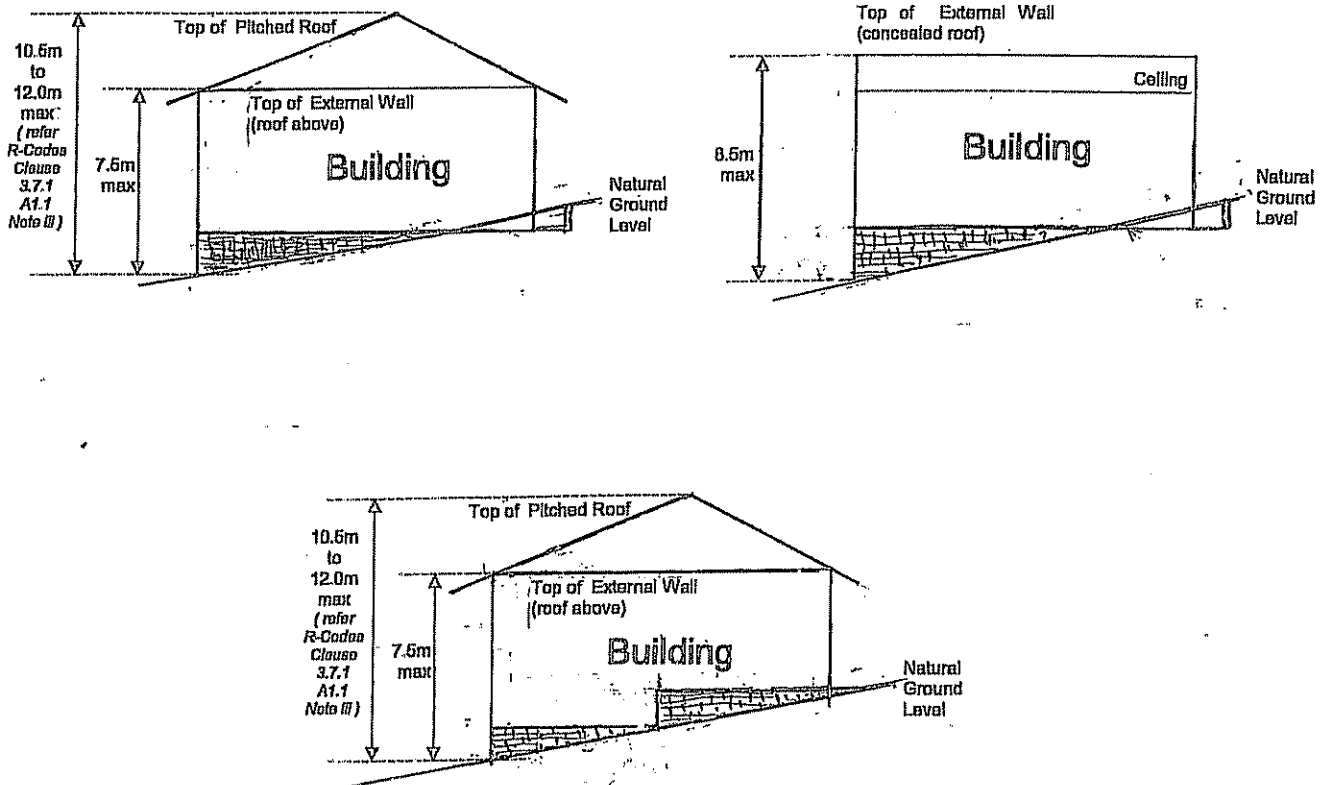 Top of Pitched Roof
10.5m
to
12.0m
max
(refer
R-Codes
Clause
3.7.1
A1.1
Note iii)
7.5m
max
Top of External Wall
(roof above)
Building
Natural
Ground
Level
Top of External Wall
(concealed roof)
Ceiling
8.5m
max
Building
Natural
Ground
Level
Top of Pitched Roof
10.5m
to
12.0m
max
(refer
R-Codes
Clause
3.7.1
A1.1
Note iii)
7.5m
max
Top of External Wall
(roof above)
Building
Natural
Ground
Level